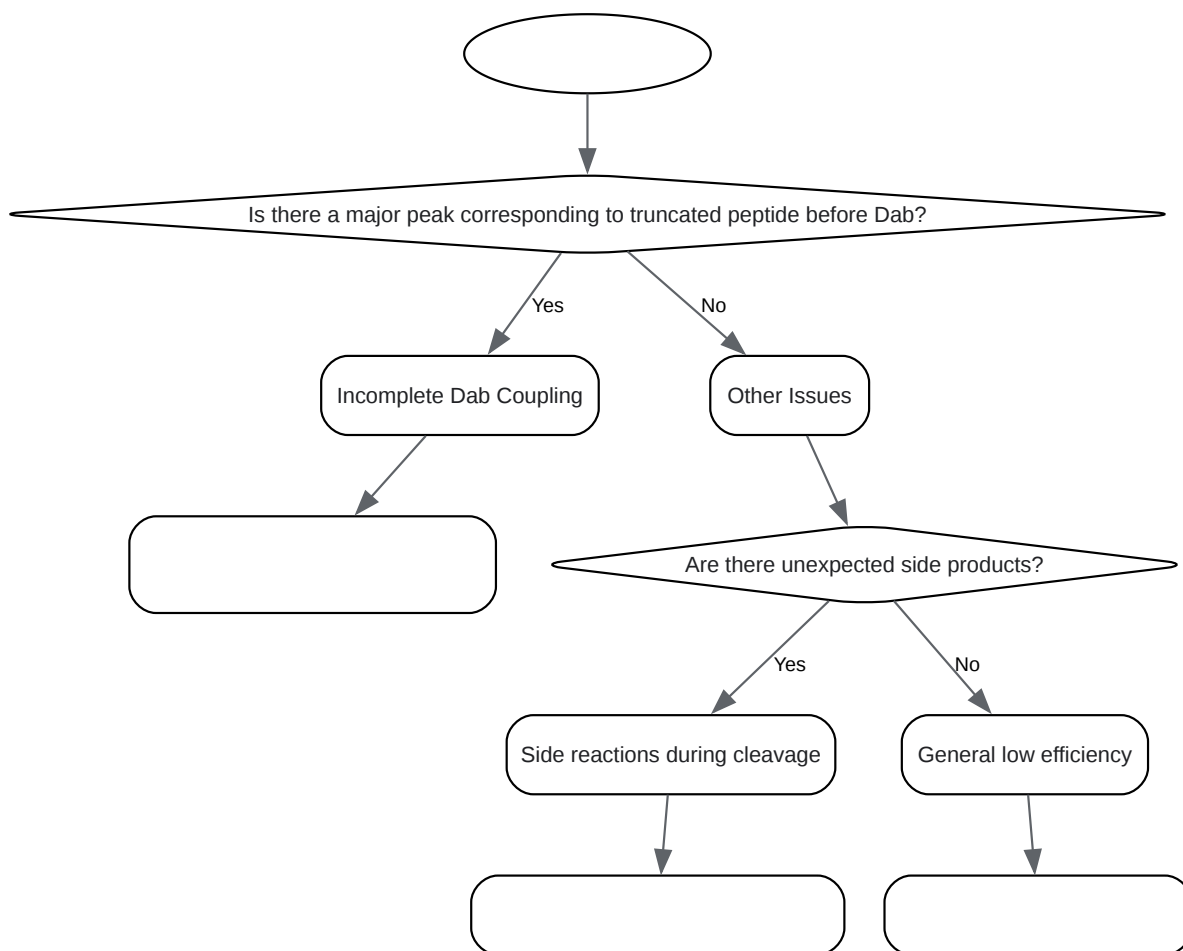 Is there a major peak corresponding to truncated peptide before Dab?
Yes
No
Incomplete Dab Coupling
Other Issues
Are there unexpected side products?
Yes
No
Side reactions during cleavage
General low efficiency